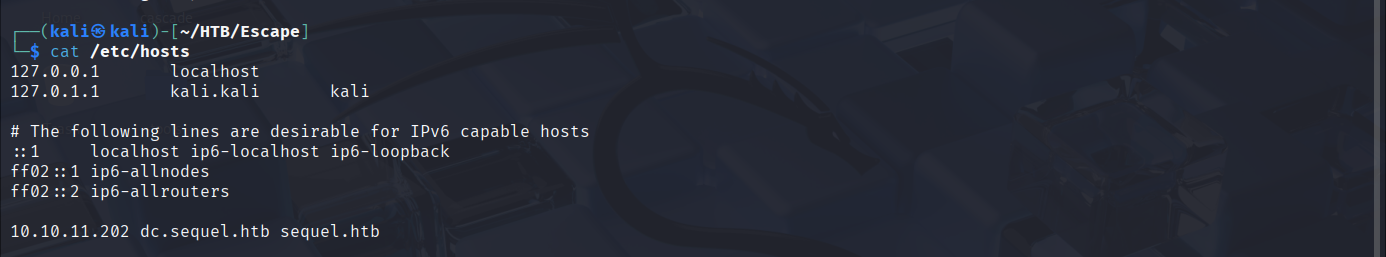 ┌──(kali㉿kali)-[~/HTB/Escape]
└─$ cat /etc/hosts
127.0.0.1       localhost
127.0.1.1       kali.kali       kali
# The following lines are desirable for IPv6 capable hosts
::1     localhost ip6-localhost ip6-loopback
ff02::1 ip6-allnodes
ff02::2 ip6-allrouters
10.10.11.202 dc.sequel.htb sequel.htb